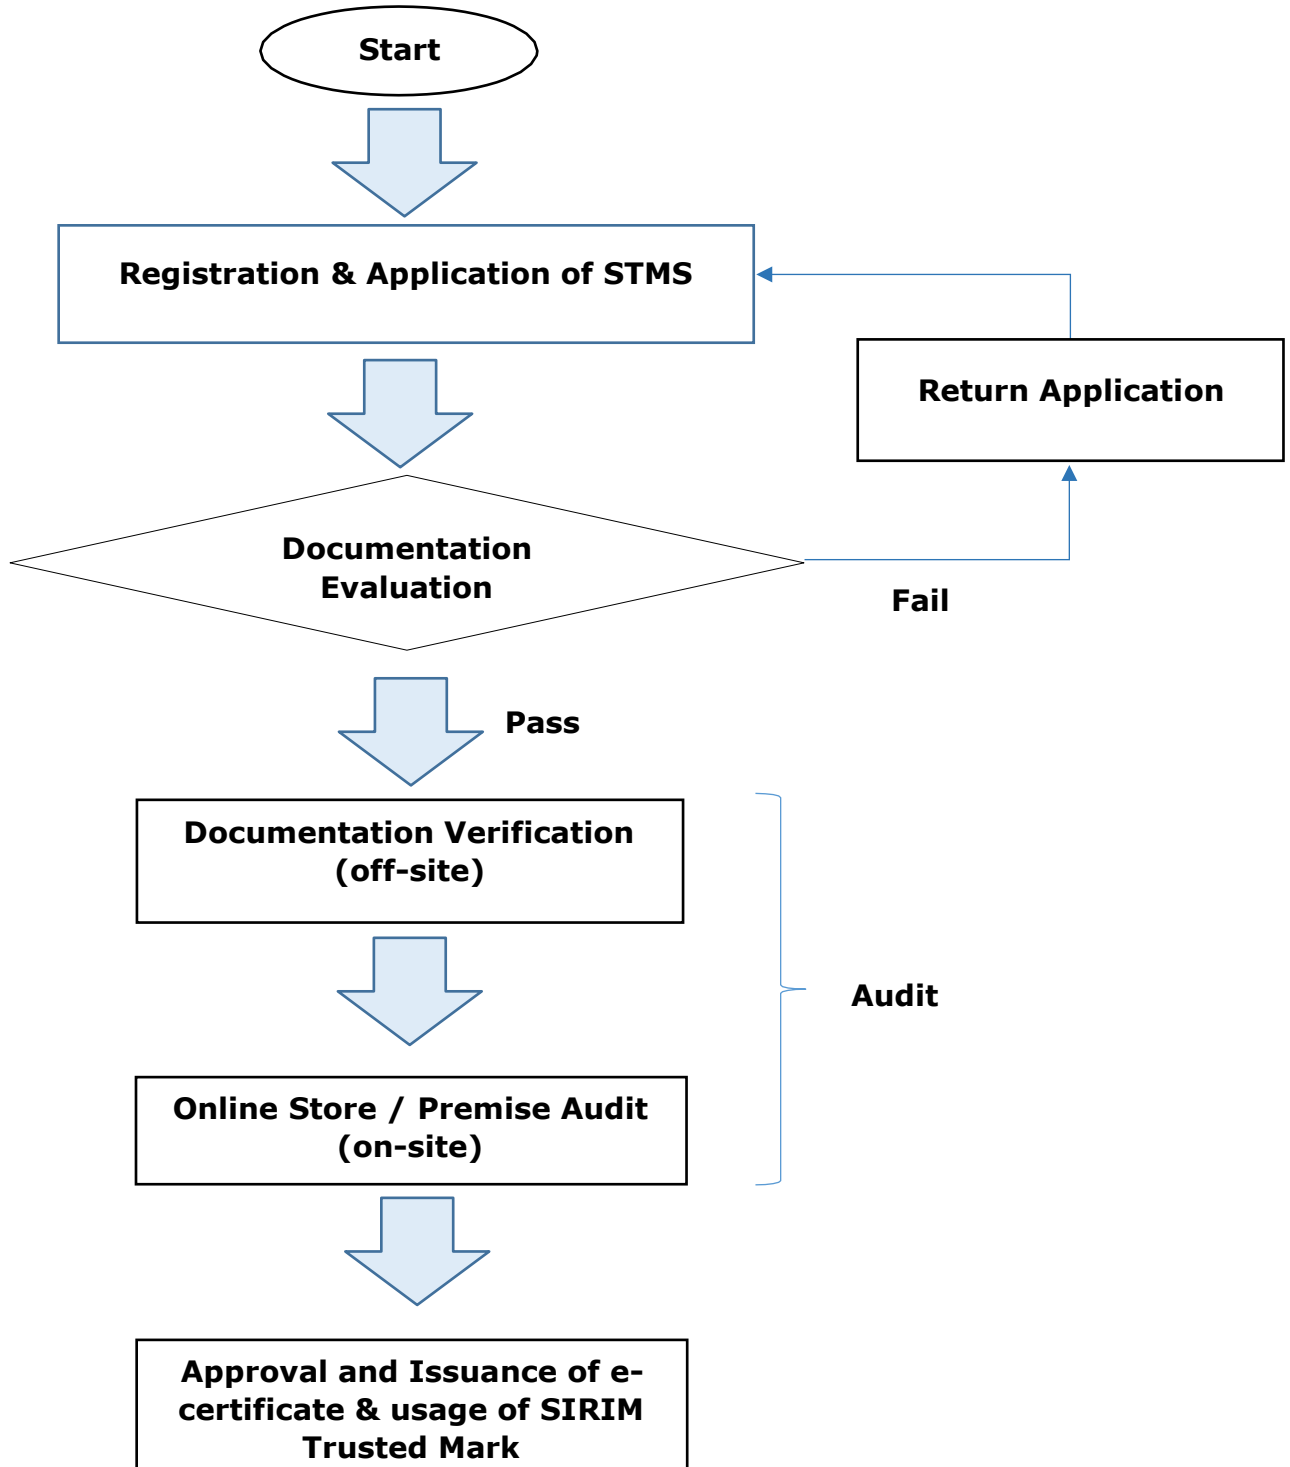 Start
Registration & Application of STMS
Return Application
Documentation
Evaluation
Fail
Pass
Documentation Verification
(off-site)
Audit
Online Store / Premise Audit
(on-site)
Approval and Issuance of e-
certificate & usage of SIRIM
Trusted Mark